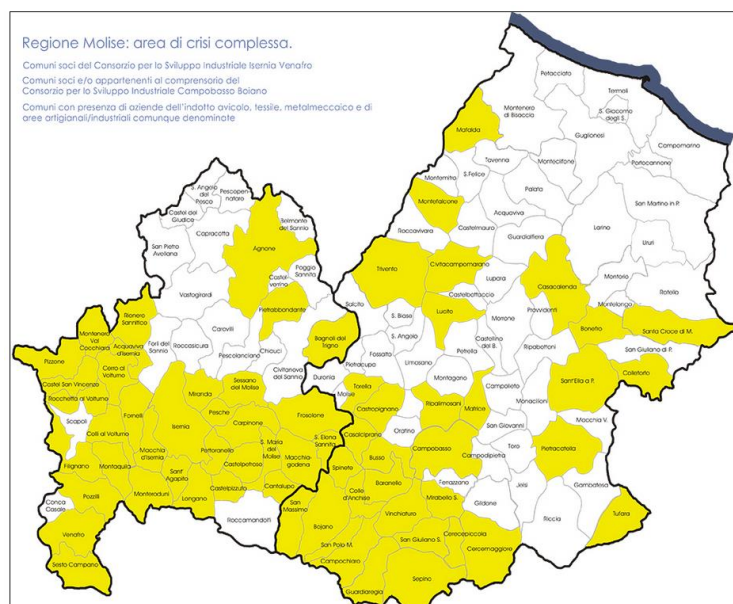 Regione Molise: area di crisi complessa.
Comuni soci del Consorzio per lo Sviluppo Industriale Isernia Venafro
Comuni soci e/o appartenenti al comprensorio del
Consorzio per lo Sviluppo Industriale Campobasso Boiano
Comuni con presenza di aziende dell'indotto avicolo, tessile, metalmeccaico e di
aree artigianali/industriali comunque denominate
Petacciato
Termoli
Montenero
di Bisaccia
S. Giacomo
degli S.
Mafalda
Guglionesi
Campomarino
Tavenna
Montecilfone
Portocannone
S. Angelo
del
Pesco
Pescopen-
nataro
Montemitro
S.Felice
Palata
San Martino in P.
Castel del
Giudice
Belmonte
del Sannio
Montefalcone
Acquaviva
Capracotta
Roccavivara
Castelmauro
Guardialfiera
Larino
Ururi
San Pietro
Avellana
Agnone
Poggio
Sannita
Castel-
verrino
Trivento
Civitacampomarano
Lupara
Casacalenda
Montorio
Rotello
Vastogirardi
Pietrabbondante
Salcito
Castelbottaccio
Montelongo
Rionero
Sannitico
Lucito
Morrone
Provvidenti
Bonefro
Santa Croce di M.
Montenero
Val
Cocchiara
Acquaviva
d'Isernia
Forlì del
Sannio
Carovilli
Bagnoli del
Trigno
S. Biase
S. Angelo
Castellino
del B.
Ripabottoni
San Giuliano di P.
Pizzone
Cerro al
Volturno
Roccasicura
Chiauci
Pescolanciano
Fossalto
Limosano
Petrella
Colletorto
Castel San Vincenzo
Civitanova
del Sannio
Duronia
Pietracupa
Montagano
Sant'Elia a P.
Rocchetta al Volturno
Miranda
Sessano
del Molise
Molise
Torella
Campolieto
Monacilioni
Scapoli
Fornelli
Pesche
Frosolone
Castropignano
Ripalimosani
Matrice
Macchia V.
Colli al Volturno
Isernia
Carpinone
Casalciprano
Oratino
San Giovanni
Macchia
d'Isernia
Pettoranello
S. Maria
del
Molise
S. Elena
Sannita
Campobasso
Toro
Pietracatella
Filignano
Montaquila
Sant'
Agapito
Castelpetroso
Macchia-
godena
Spinete
Busso
Campodipietra
Conca
Casale
Pozzilli
Monteroduni
Longano
Castelpizzuto
Cantalupo
Colle
d'Anchise
Baranello
Ferrazzano
Jelsi
Gambatesa
San
Massimo
Mirabello S.
Gildone
Tufara
Venafro
Roccamandolfi
Bojano
Vinchiaturo
Riccia
Cercepiccola
San Polo M.
San Giuliano S.
Cercemaggiore
Sesto Campano
Campochiaro
Sepino
Guardiaregia